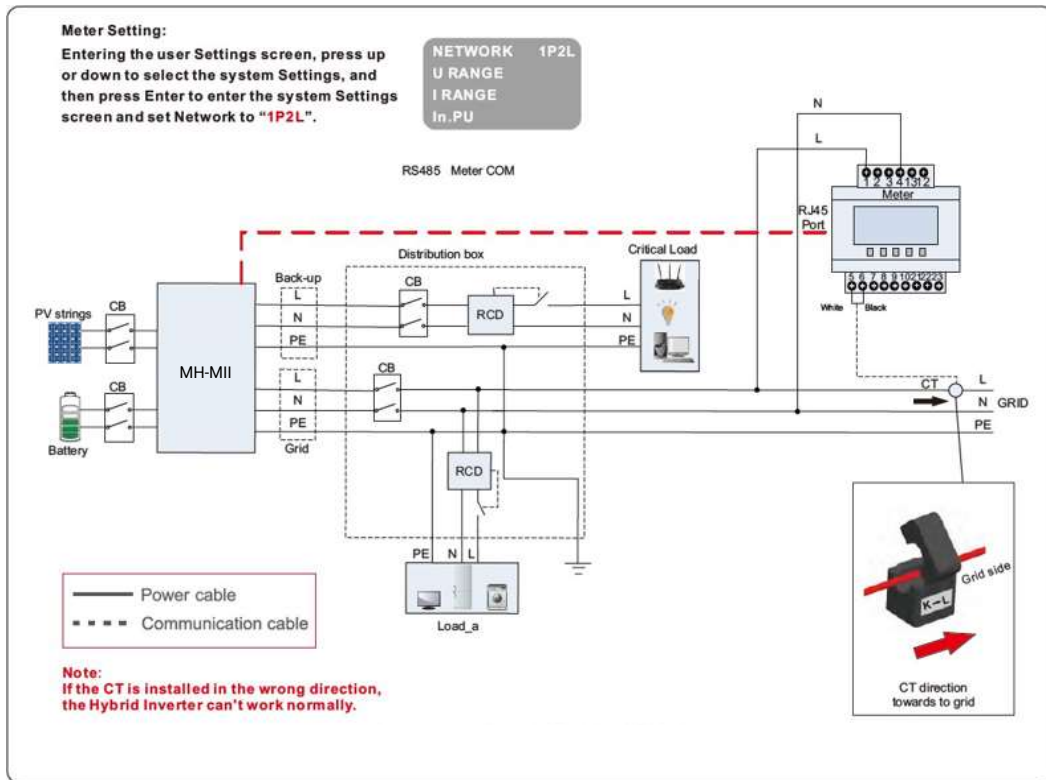 Meter Setting:
Entering the user Settings screen, press up
or down to select the system Settings, and
then press Enter to enter the system Settings
screen and set Network to “1P2L”.
NETWORK 1P2L
U RANGE
I RANGE
In.PU
RS485 Meter COM
N
L
1 2 3 4 13 12
Meter
RJ45
Port
5 6 7 8 9 10 21 22 23
White Black
Distribution box
Critical Load
Back-up
CB
L
N
PE
RCD
L
N
PE
PV strings
CB
MH-MII
CB
Battery
L
N
PE
Grid
CB
CT
L
N
GRID
PE
RCD
PE N L
Load_a
Grid side
K→L
CT direction
towards to grid
Power cable
Communication cable
Note:
If the CT is installed in the wrong direction,
the Hybrid Inverter can't work normally.